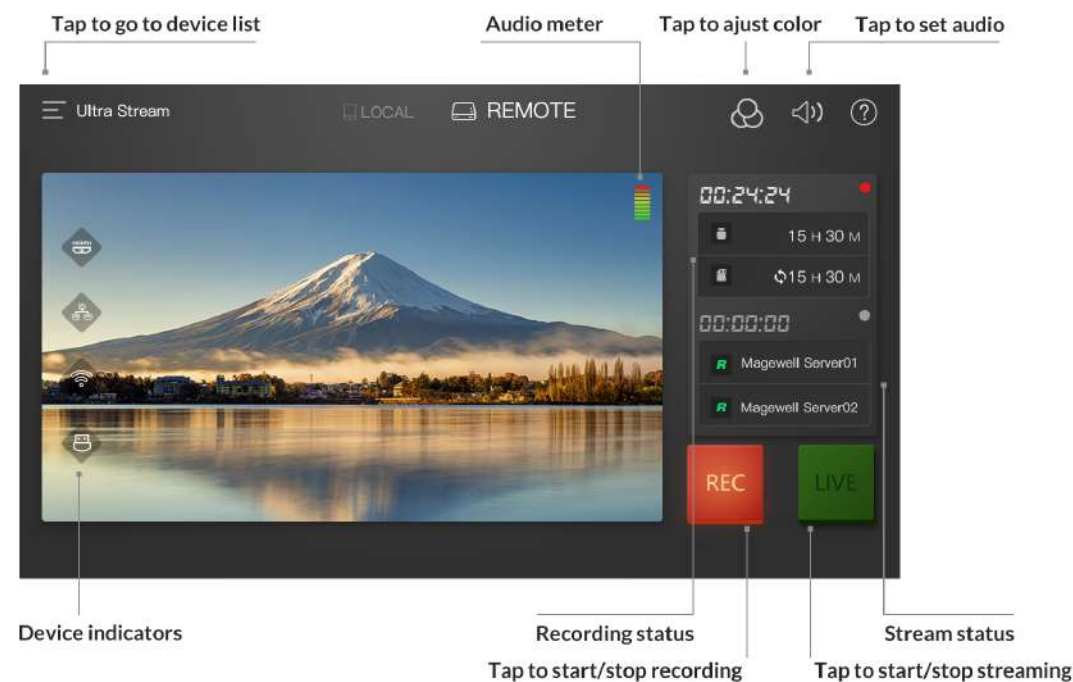 Tap to go to device list
Audio meter
Tap to ajust color
Tap to set audio
Ultra Stream
LOCAL
REMOTE
?
00:24:24
15 H 30 M
15 H 30 M
00:00:00
R Magewell Server01
R Magewell Server02
REC
LIVE
Device indicators
Recording status
Stream status
Tap to start/stop recording
Tap to start/stop streaming